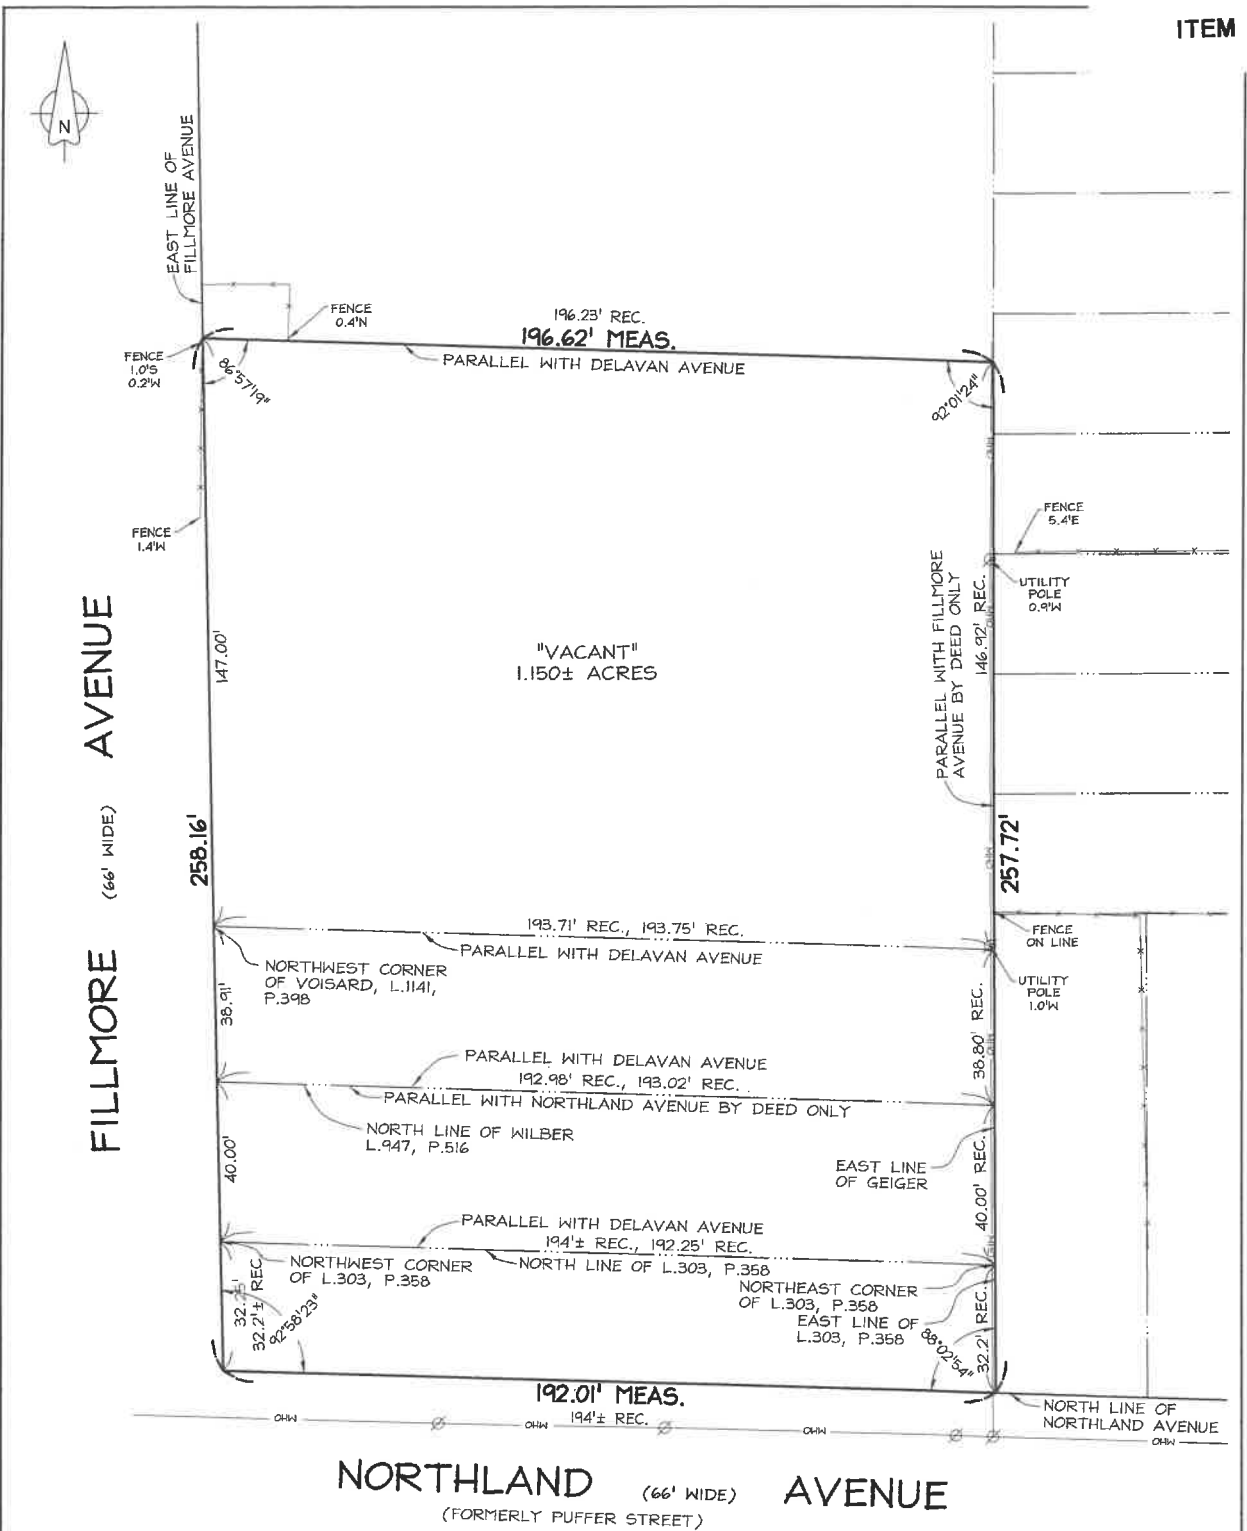 ITEM
N
EAST LINE OF
FILLMORE AVENUE
FENCE
0.4'N
196.23' REC.
196.62' MEAS.
PARALLEL WITH DELAVAN AVENUE
FENCE
1.0'S
0.2'W
86°57'19"
92°01'24"
OHW
FENCE
1.4'W
FENCE
5.4'E
UTILITY
POLE
0.9'W
OHW
146.92' REC.
PARALLEL WITH FILLMORE
AVENUE BY DEED ONLY
"VACANT"
1.150± ACRES
147.00'
FILLMORE (66' WIDE) AVENUE
258.16'
257.72'
OHW
193.71' REC., 193.75' REC.
PARALLEL WITH DELAVAN AVENUE
FENCE
ON LINE
NORTHWEST CORNER
OF VOISARD, L.1141,
P.398
UTILITY
POLE
1.0'W
38.91'
38.80' REC.
OHW
PARALLEL WITH DELAVAN AVENUE
192.98' REC., 193.02' REC.
PARALLEL WITH NORTHLAND AVENUE BY DEED ONLY
NORTH LINE OF WILBER
L.947, P.516
40.00'
EAST LINE
OF GEIGER
40.00' REC.
PARALLEL WITH DELAVAN AVENUE
194'± REC., 192.25' REC.
NORTHWEST CORNER
OF L.303, P.358
NORTH LINE OF L.303, P.358
NORTHEAST CORNER
OF L.303, P.358
EAST LINE OF
L.303, P.358
32.25'
32.2'± REC.
92°58'23"
88°02'54"
32.2' REC.
192.01' MEAS.
194'± REC.
NORTH LINE OF
NORTHLAND AVENUE
OHW
OHW
OHW
OHW
NORTHLAND (66' WIDE) AVENUE
(FORMERLY PUFFER STREET)